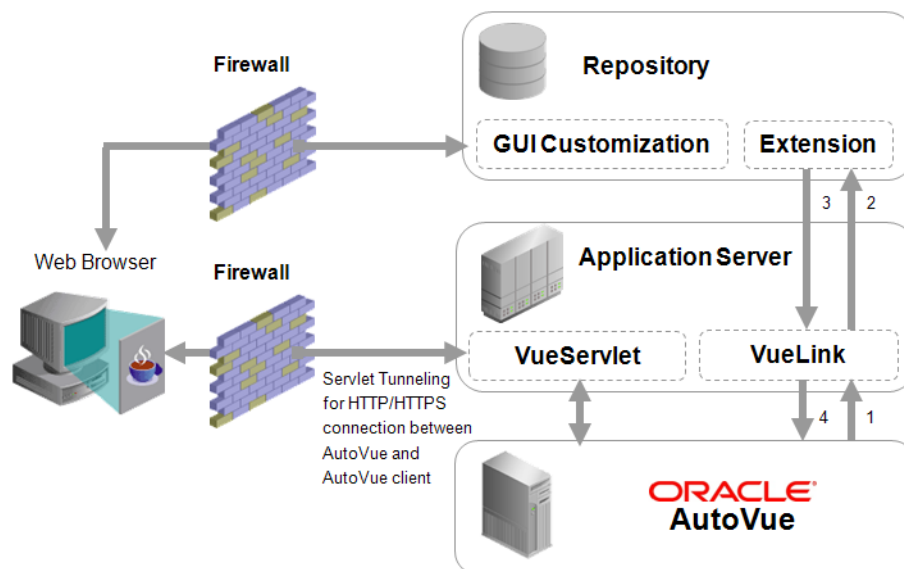 Firewall
Repository
GUI Customization
Extension
3
2
Web Browser
Firewall
Application Server
VueServlet
VueLink
Servlet Tunneling
for HTTP/HTTPS
connection between
AutoVue and
AutoVue client
4
1
ORACLE®
AutoVue